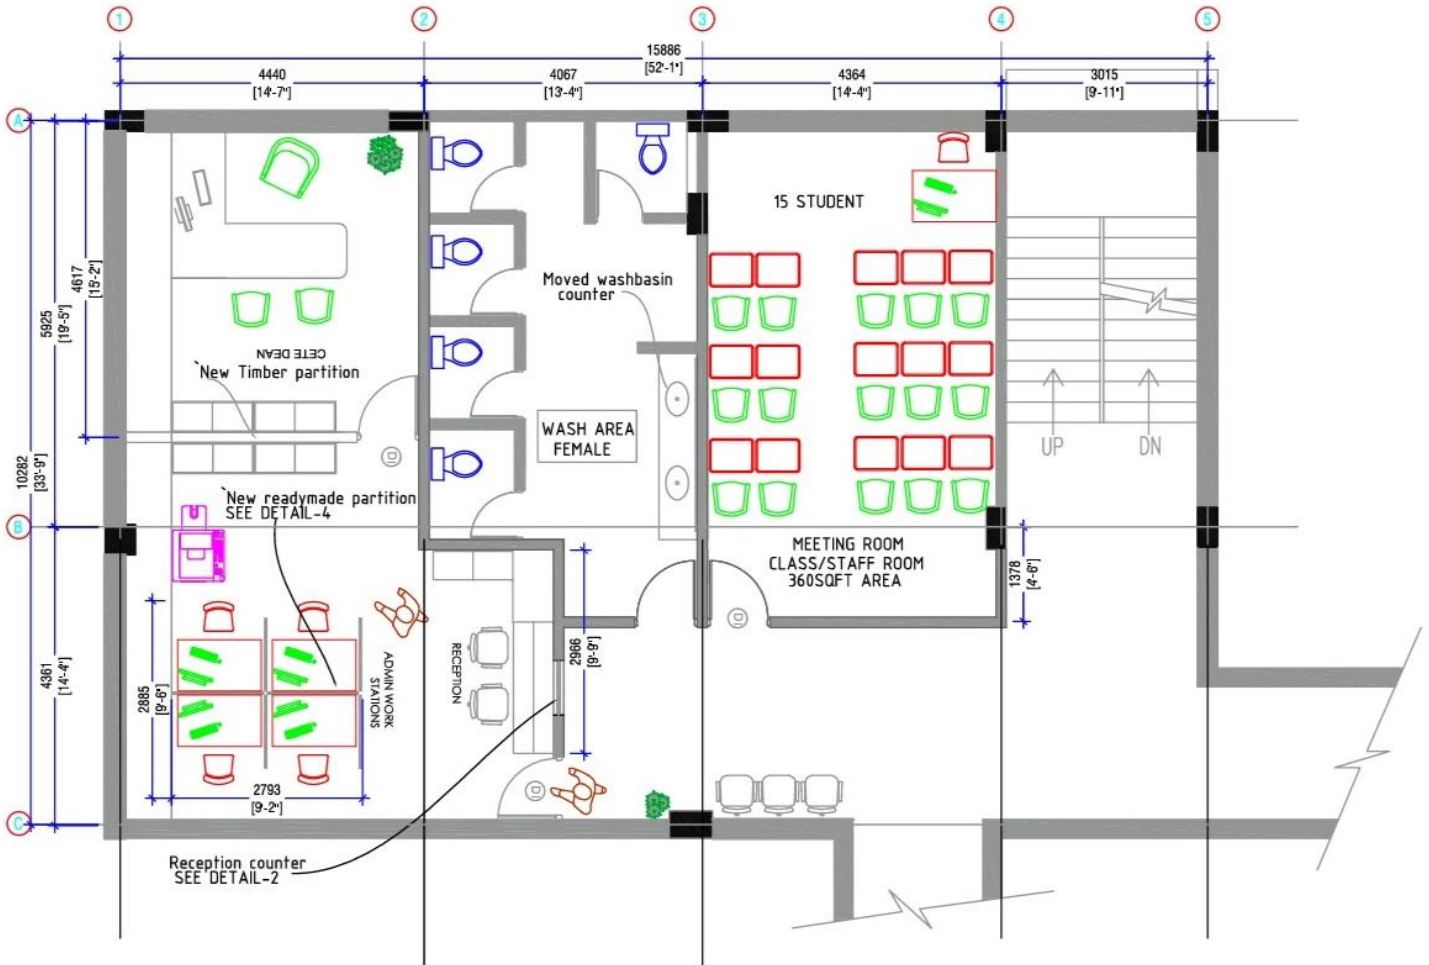 1
2
3
4
5
15886
[52'-1"]
4440
[14'-7"]
4067
[13'-4"]
4364
[14'-4"]
3015
[9'-11"]
A
B
C
4617
[15'-2"]
5925
[19'-5"]
10282
[33'-9"]
4361
[14'-4"]
2885
[9'-6"]
2793
[9'-2"]
2966
[9'-9"]
1378
[4'-6"]
15 STUDENT
Moved washbasin
counter
CETE DEAN
`New Timber partition
WASH AREA
FEMALE
UP
DN
D1
`New readymade partition
SEE DETAIL-4
MEETING ROOM
CLASS/STAFF ROOM
360SQFT AREA
D1
RECEPTION
ADMIN WORK
STATIONS
D1
Reception counter
SEE DETAIL-2